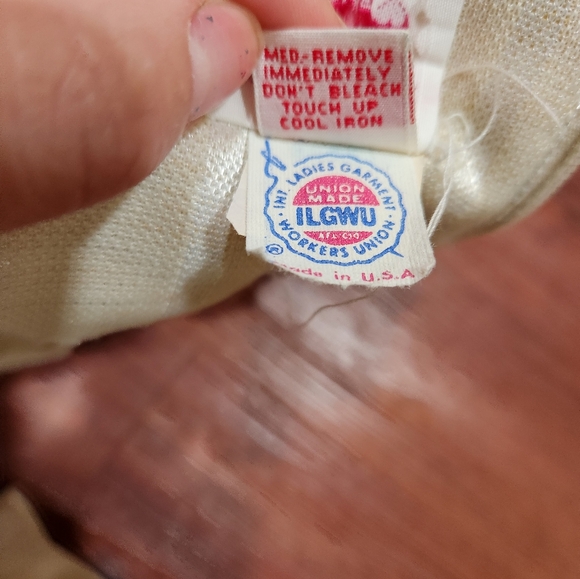 MED.-REMOVE
IMMEDIATELY
DON'T BLEACH
TOUCH UP
COOL IRON
INT. LADIES GARMENT
UNION
MADE
ILGWU
AFL-CIO
WORKERS UNION
®
Made in U.S.A